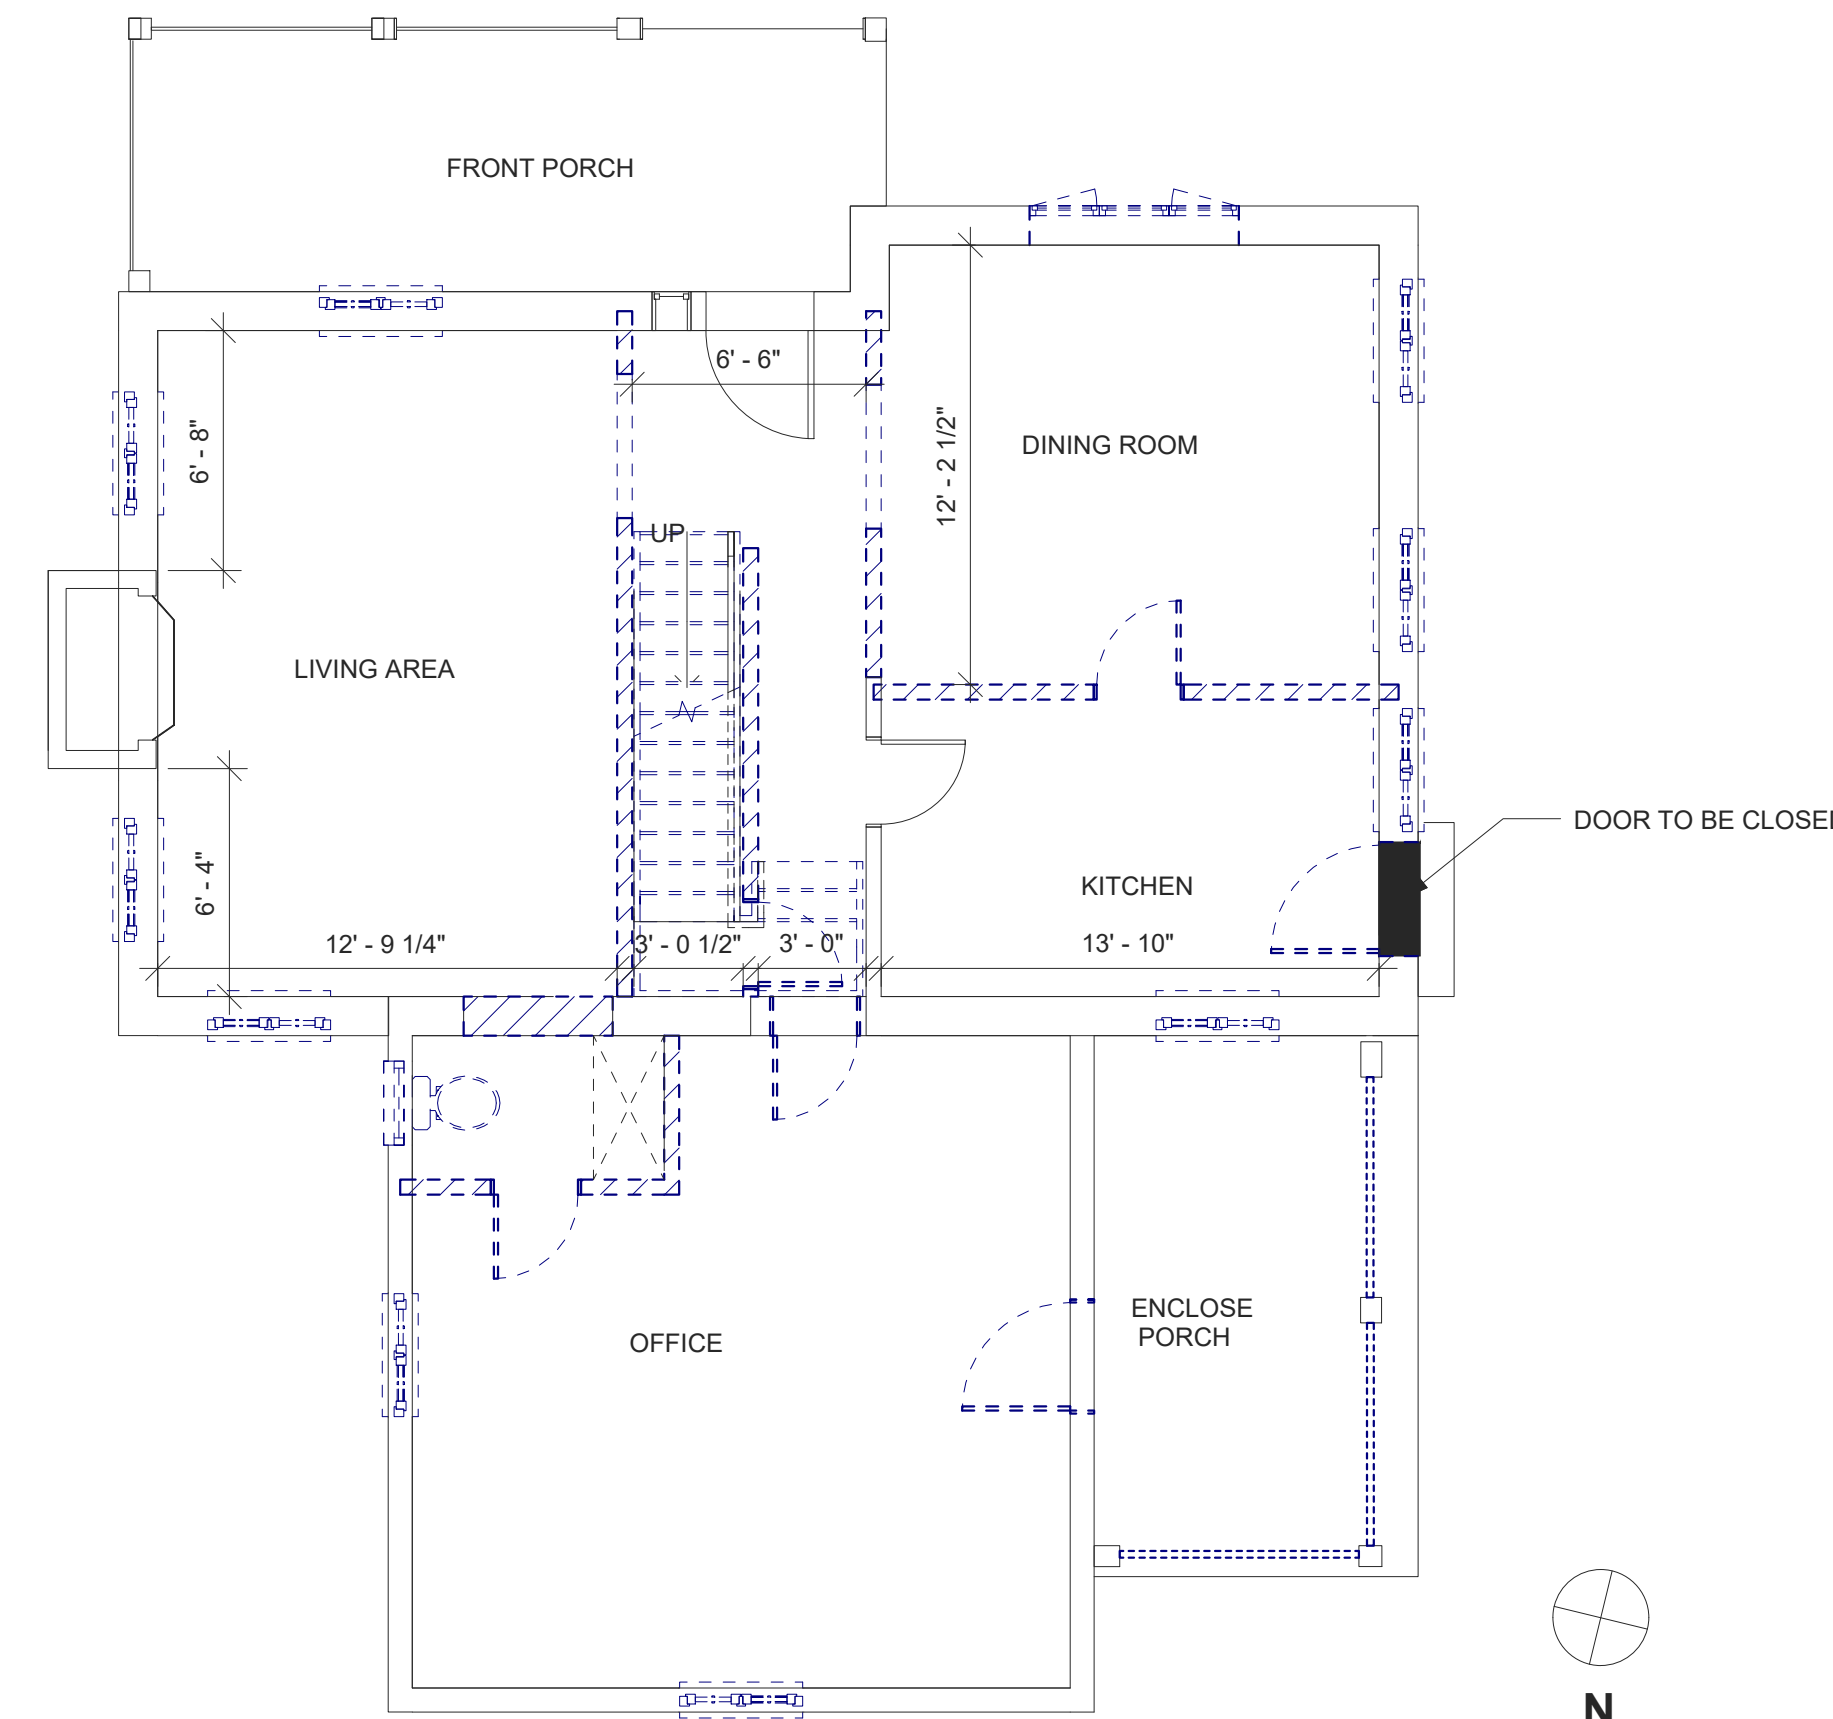 FRONT PORCH
6' - 6"
6' - 8"
12' - 2 1/2"
DINING ROOM
UP
LIVING AREA
DOOR TO BE CLOSE
6' - 4"
KITCHEN
12' - 9 1/4"
3' - 0 1/2"
3' - 0"
13' - 10"
ENCLOSE
PORCH
OFFICE
N